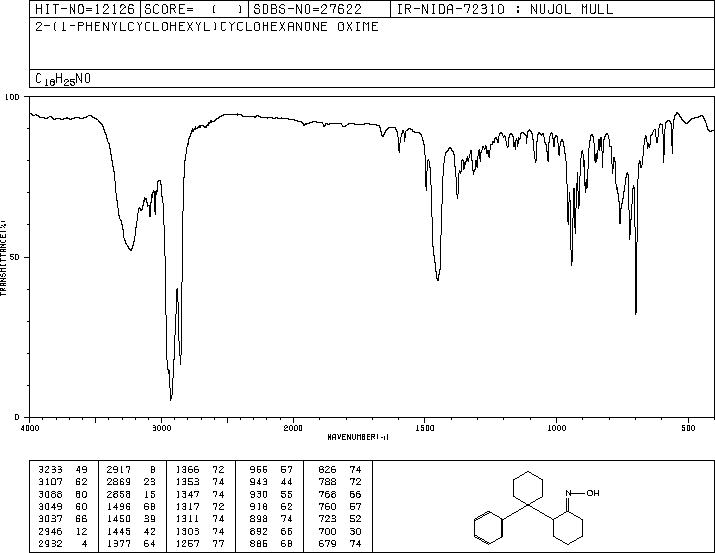 HIT-NO=12126 SCORE= ( ) SDBS-NO=27622 IR-NIDA-72310 : NUJOL MULL
2-(1-PHENYLCYCLOHEXYL)CYCLOHEXANONE OXIME
C18H25NO
100
50
0
TRANSMITTANCE(%)
4000 3000 2000 1500 1000 500
WAVENUMBER(-1)
3233 49 2917 8 1366 72 966 57 826 74
3107 62 2869 23 1353 74 943 44 788 72
3088 60 2858 15 1347 74 930 55 768 66
3049 60 1496 68 1317 72 918 62 760 57
3037 66 1450 39 1311 74 898 74 723 52
2946 12 1445 42 1303 74 892 66 700 30
2932 4 1377 64 1267 77 886 68 679 74
N OH